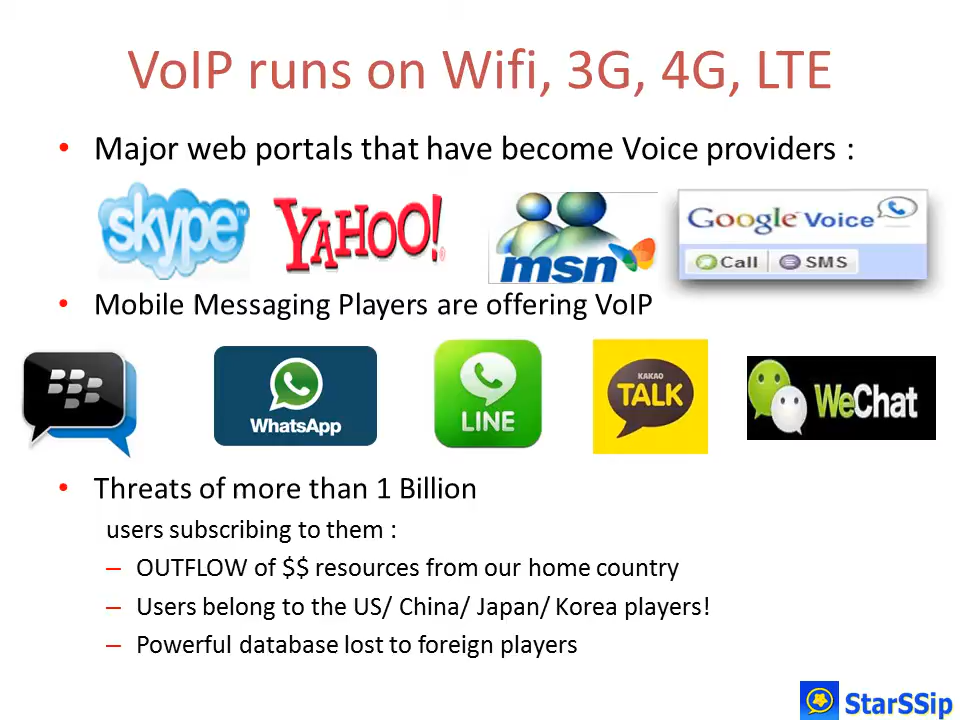 VoIP runs on Wifi, 3G, 4G, LTE
• Major web portals that have become Voice providers :
skype™
YAHOO!
msn
Google Voice
Call | SMS
• Mobile Messaging Players are offering VoIP
WhatsApp
LINE
KAKAO
TALK
WeChat
• Threats of more than 1 Billion
users subscribing to them :
– OUTFLOW of $$ resources from our home country
– Users belong to the US/ China/ Japan/ Korea players!
– Powerful database lost to foreign players
StarSSip